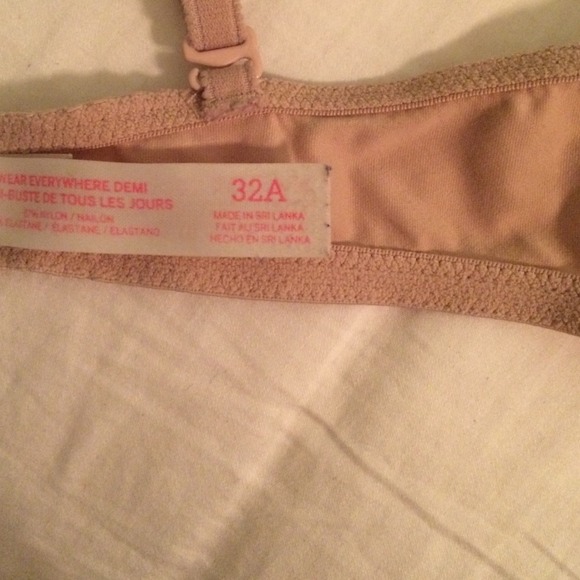 WEAR EVERYWHERE DEMI
-BUSTE DE TOUS LES JOURS
NYLON / NAILON
ELASTANE / ÉLASTANE / ELASTANO
32A
MADE IN SRI LANKA
FAIT AU SRI LANKA
HECHO EN SRI LANKA